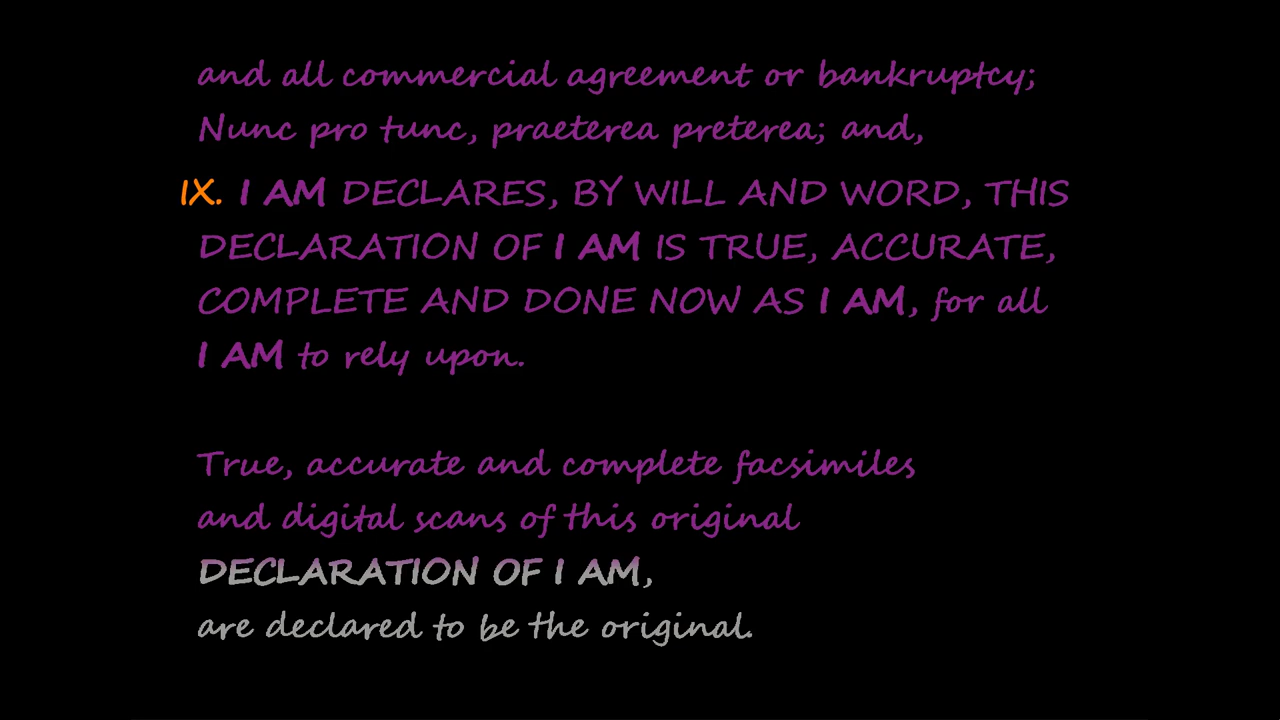 and all commercial agreement or bankruptcy;
Nunc pro tunc, praeterea preterea; and,
IX. I AM DECLARES, BY WILL AND WORD, THIS
DECLARATION OF I AM IS TRUE, ACCURATE,
COMPLETE AND DONE NOW AS I AM, for all
I AM to rely upon.
True, accurate and complete facsimiles
and digital scans of this original
DECLARATION OF I AM,
are declared to be the original.